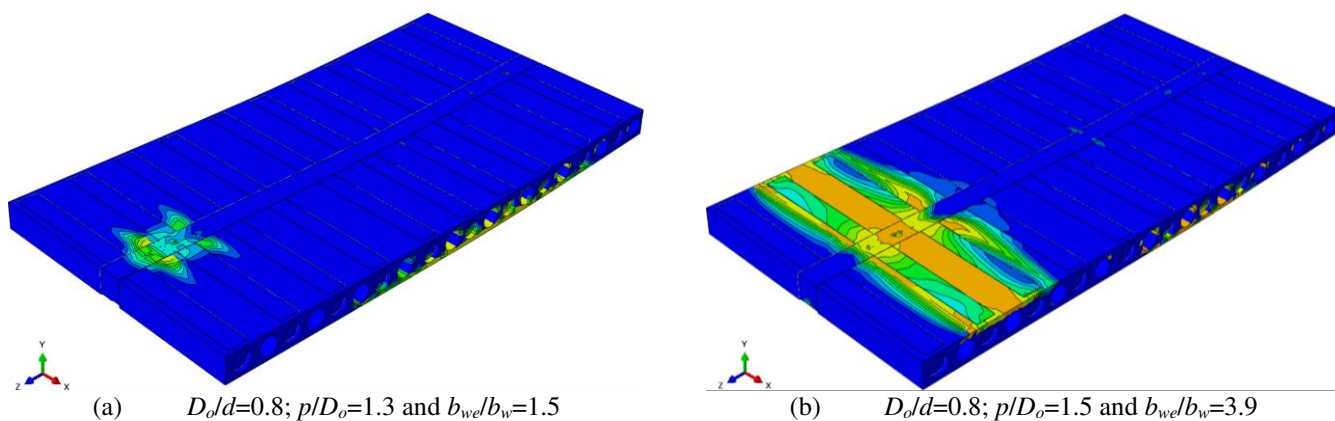 Y
Z X
Y
Z X
(a) D_o/d=0.8; p/D_o=1.3 and b_we/b_w=1.5
(b) D_o/d=0.8; p/D_o=1.5 and b_we/b_w=3.9